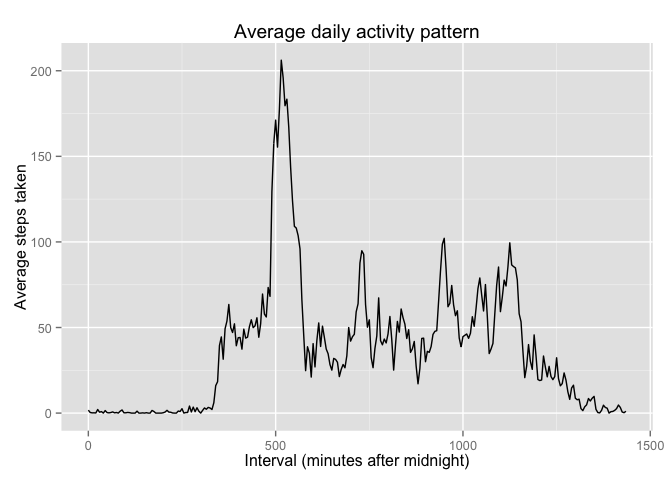 Average daily activity pattern
200
150
100
50
0
Average steps taken
0 500 1000 1500
Interval (minutes after midnight)